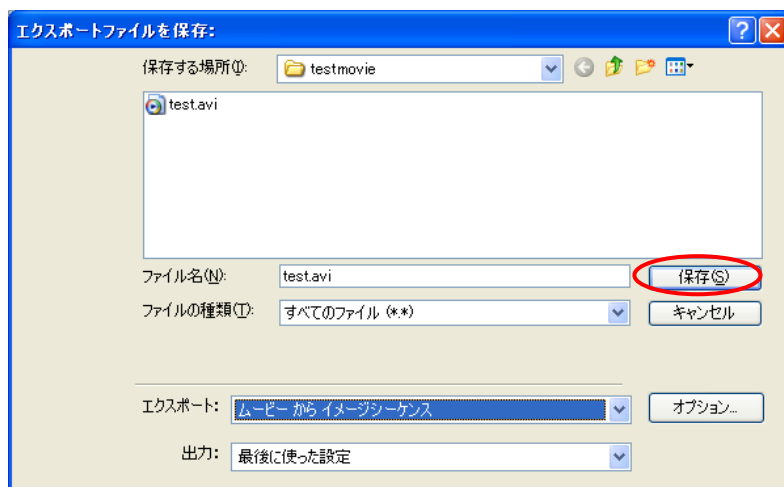 エクスポートファイルを保存:
保存する場所(I): testmovie
test.avi
ファイル名(N): test.avi 保存(S)
ファイルの種類(T): すべてのファイル (*.*) キャンセル
エクスポート: ムービー から イメージシーケンス オプション...
出力: 最後に使った設定